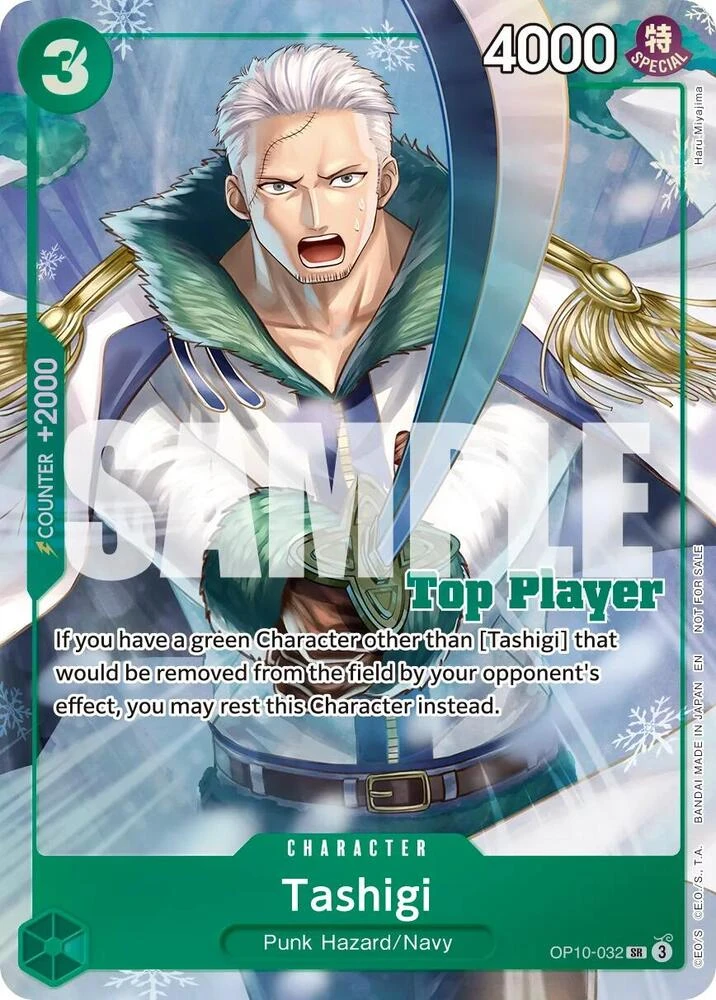 3
4000
特
SPECIAL
Haru Miyajima
COUNTER +2000
SAMPLE
Top Player
If you have a green Character other than [Tashigi] that
would be removed from the field by your opponent's
effect, you may rest this Character instead.
CHARACTER
Tashigi
Punk Hazard/Navy
OP10-032 SR 3
©E.O/S ©E.O./S., T.A. BANDAI MADE IN JAPAN EN NOT FOR SALE